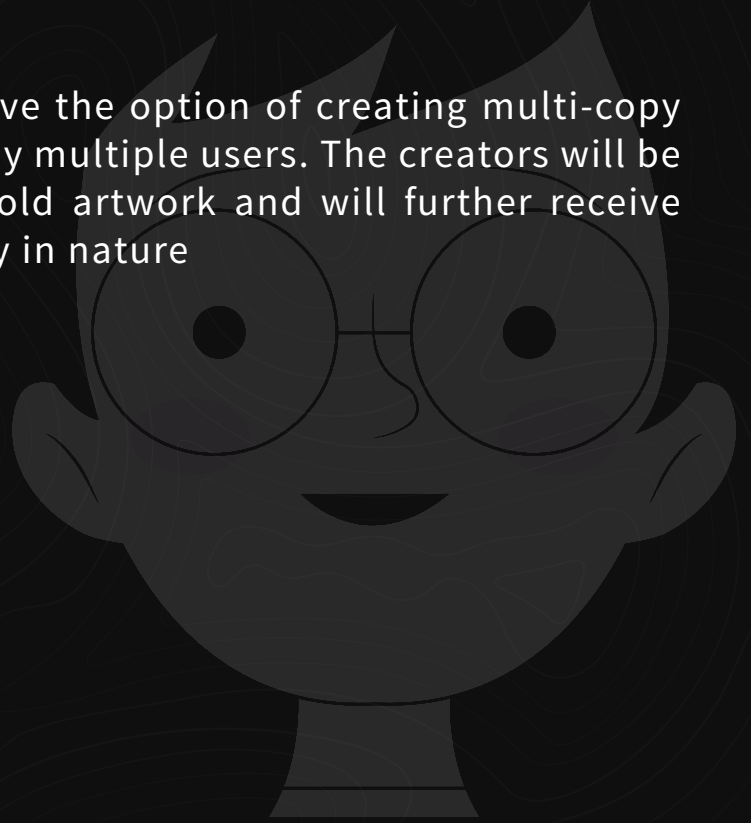 ve the option of creating multi-copy
y multiple users. The creators will be
old artwork and will further receive
y in nature